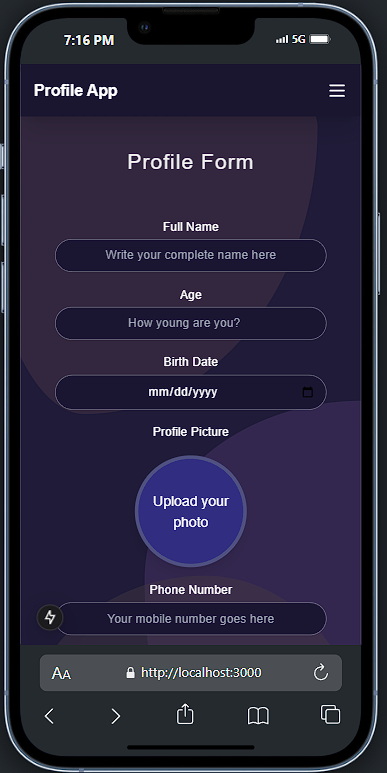 7:16 PM
5G
Profile App
Profile Form
Full Name
Write your complete name here
Age
How young are you?
Birth Date
mm/dd/yyyy
Profile Picture
Upload your
photo
Phone Number
Your mobile number goes here
AA http://localhost:3000